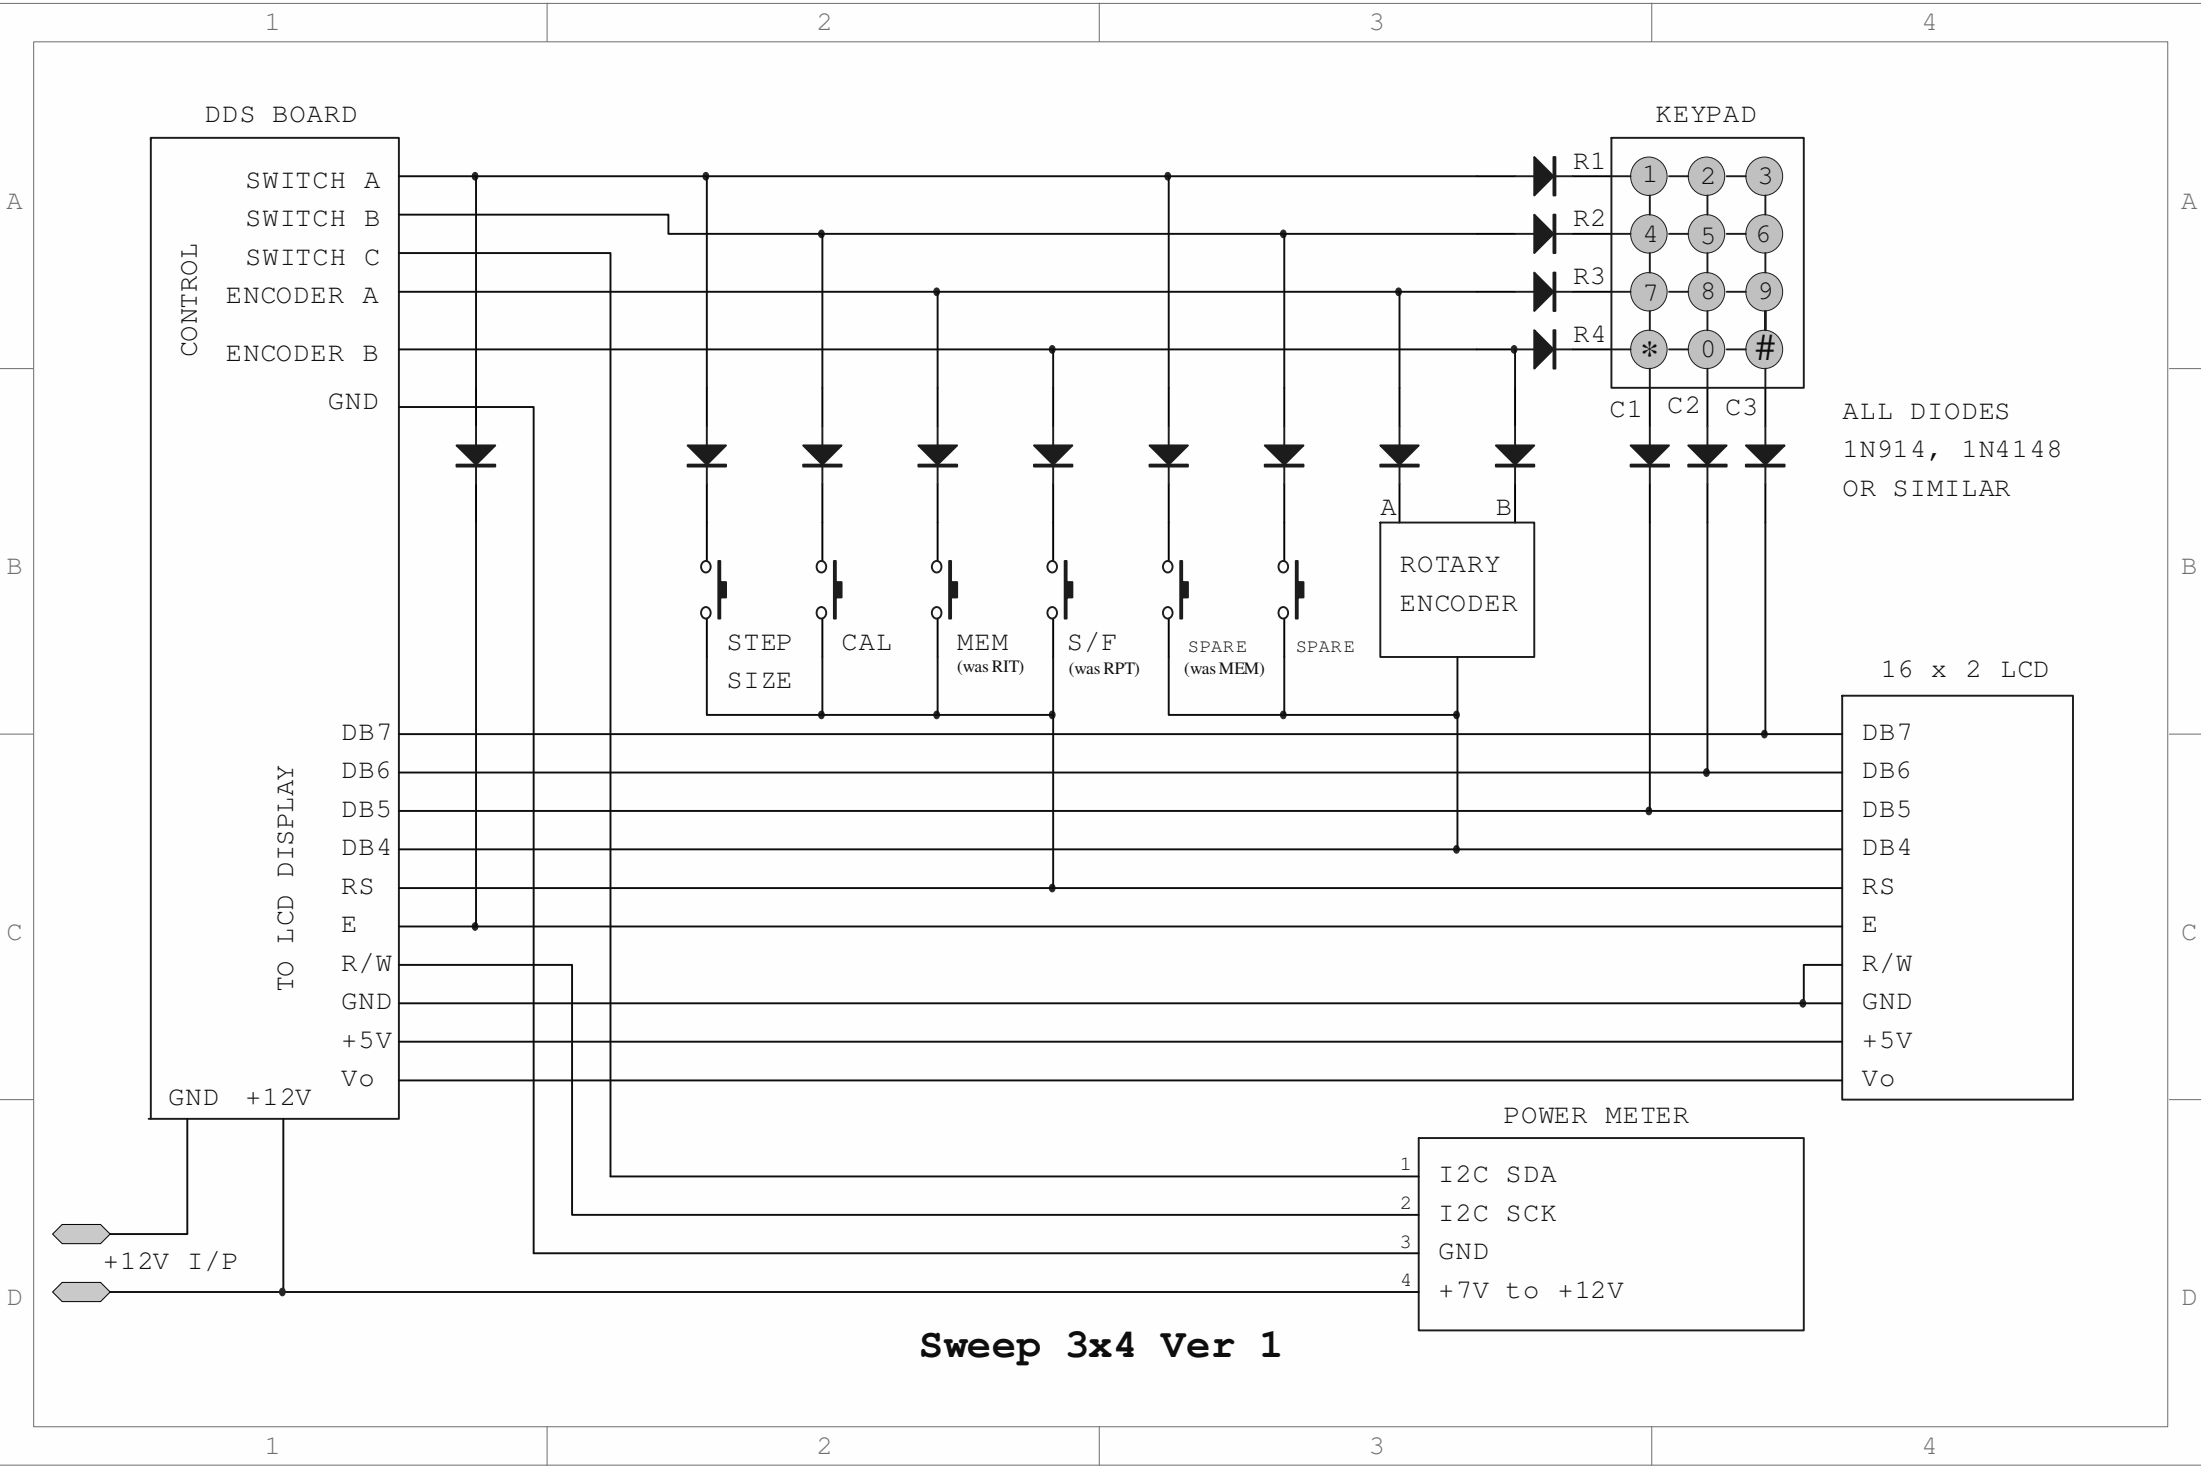 1 2 3 4
DDS BOARD
KEYPAD
CONTROL
SWITCH A
SWITCH B
SWITCH C
ENCODER A
ENCODER B
GND
R1
R2
R3
R4
1 2 3
4 5 6
7 8 9
* 0 #
C1 C2 C3
A
A
ALL DIODES
1N914, 1N4148
OR SIMILAR
A B
ROTARY
ENCODER
B
B
STEP
SIZE
CAL
MEM
(was RIT)
S/F
(was RPT)
SPARE
(was MEM)
SPARE
16 x 2 LCD
TO LCD DISPLAY
DB7
DB6
DB5
DB4
RS
E
R/W
GND
+5V
Vo
DB7
DB6
DB5
DB4
RS
E
R/W
GND
+5V
Vo
C
C
GND +12V
POWER METER
1 I2C SDA
2 I2C SCK
3 GND
4 +7V to +12V
+12V I/P
D
D
Sweep 3x4 Ver 1
1 2 3 4